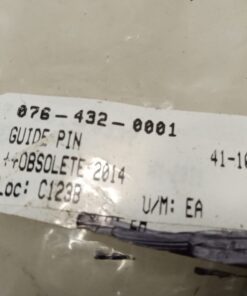 076-432-0001
GUIDE PIN 41-10
++OBSOLETE 2014
Loc: C123B U/M: EA